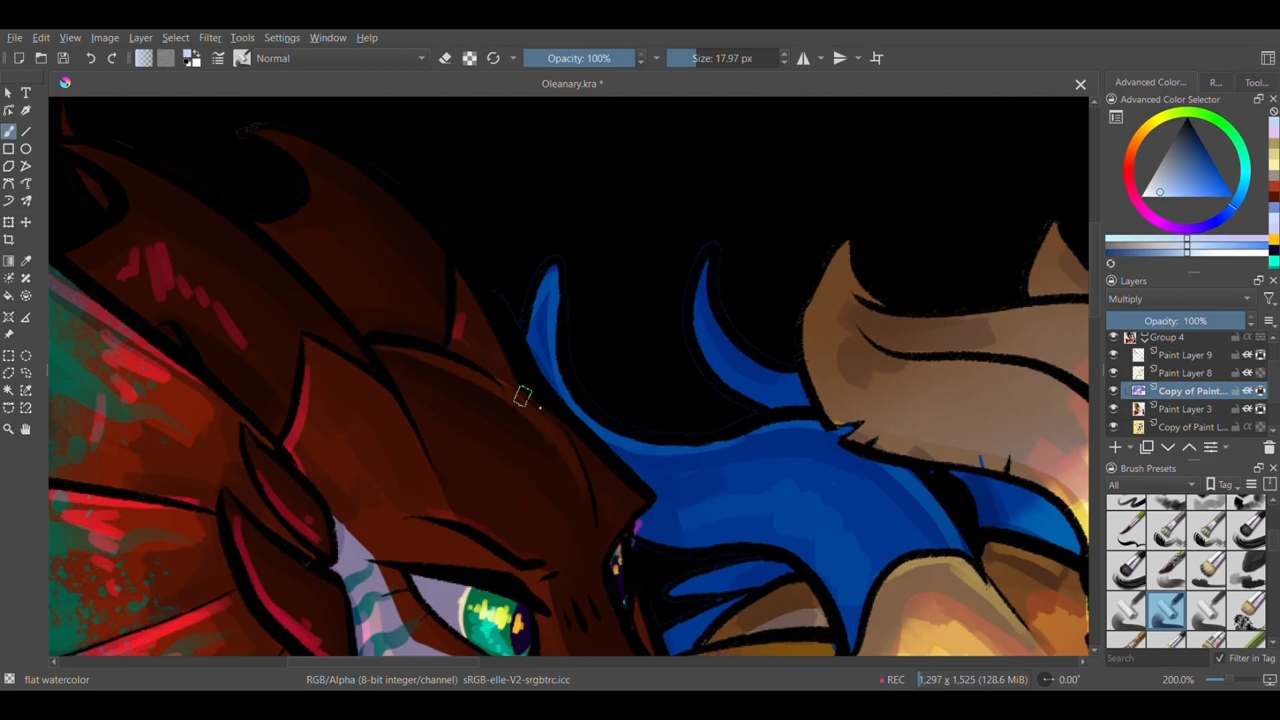 File Edit View Image Layer Select Filter Tools Settings Window Help
Normal Opacity: 100% Size: 17.97 px
Oleanary.kra *
Advanced Color... R... Tool...
Advanced Color Selector
Layers
Multiply
Opacity: 100%
Group 4
Paint Layer 9
Paint Layer 8
Copy of Paint...
Paint Layer 3
Copy of Paint L...
Brush Presets
All Tag
Search Filter in Tag
flat watercolor RGB/Alpha (8-bit integer/channel) sRGB-elle-V2-srgbtrc.icc REC 1,297 x 1,525 (128.6 MiB) 0.00° 200.0%